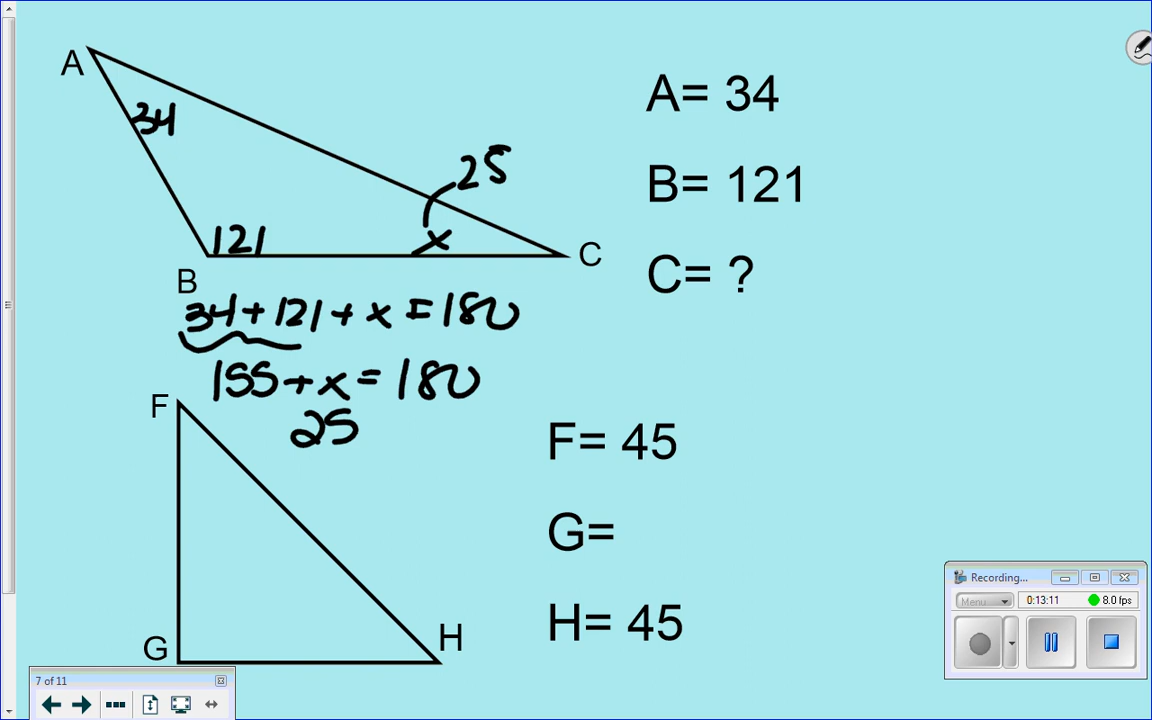 A
34
25
121
x
C
B
A= 34
B= 121
C= ?
34+121+x=180
155+x=180
25
F
G
H
F= 45
G=
H= 45
7 of 11
Recording...
Menu
0:13:11
8.0 fps